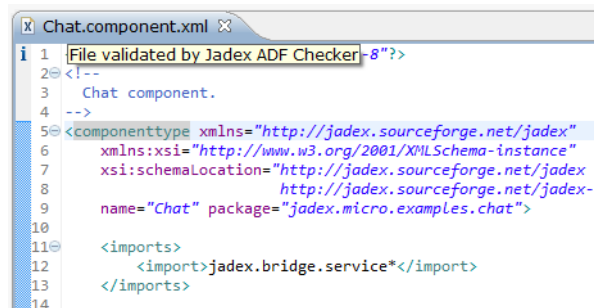 Chat.component.xml
1 File validated by Jadex ADF Checker -8"?>
2 <!--
3 Chat component.
4 -->
5 <componenttype xmlns="http://jadex.sourceforge.net/jadex"
6 xmlns:xsi="http://www.w3.org/2001/XMLSchema-instance"
7 xsi:schemaLocation="http://jadex.sourceforge.net/jadex
8 http://jadex.sourceforge.net/jadex-
9 name="Chat" package="jadex.micro.examples.chat">
10
11 <imports>
12 <import>jadex.bridge.service*</import>
13 </imports>
14